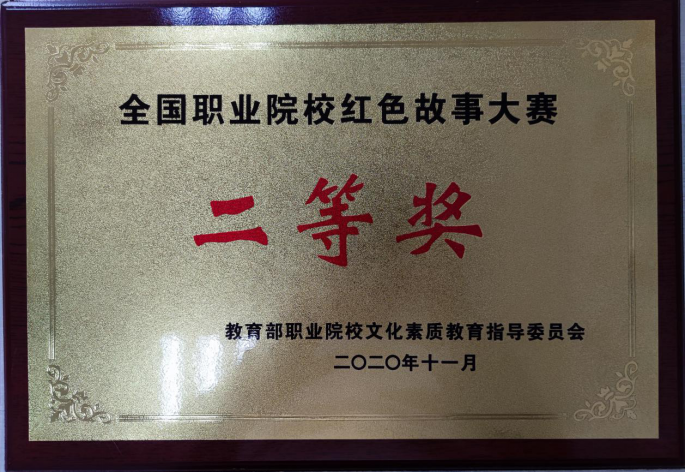 全国职业院校红色故事大赛
二等奖
教育部职业院校文化素质教育指导委员会
二〇二〇年十一月